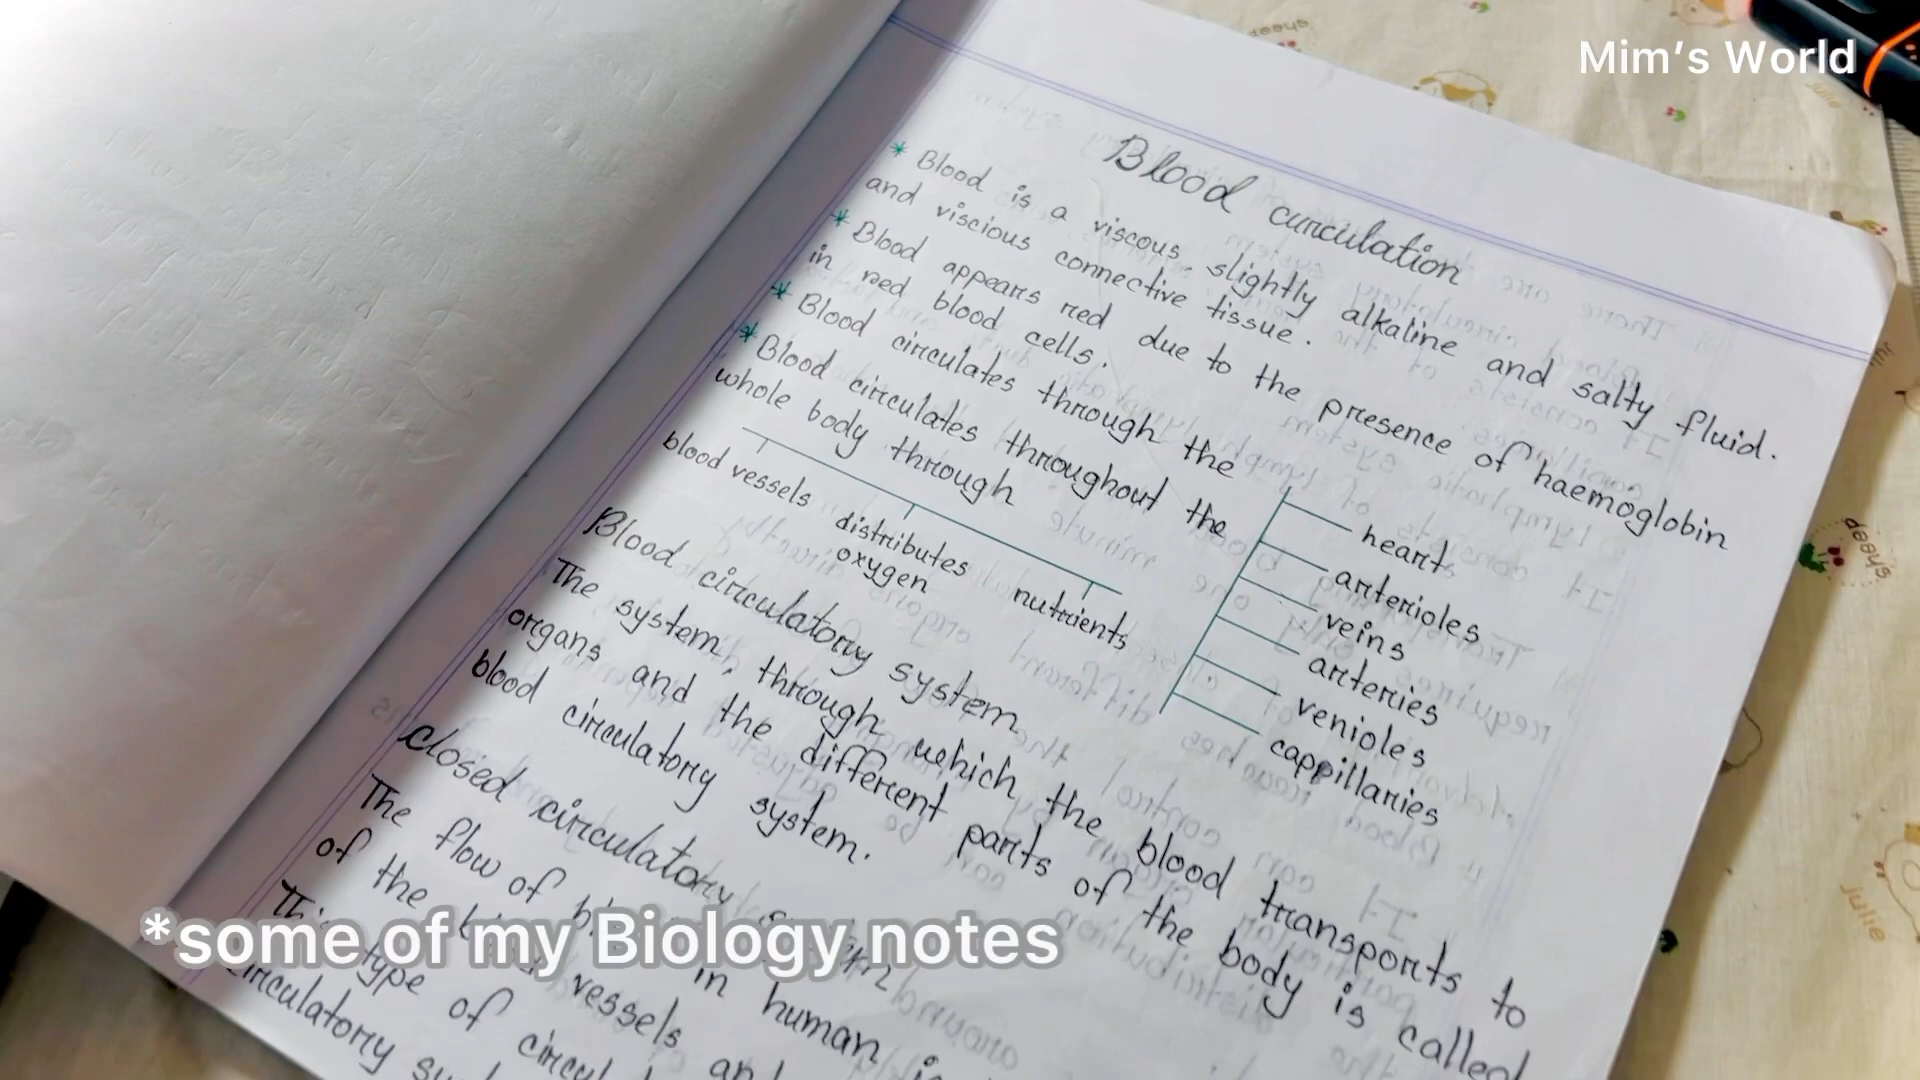 Mim's World
Blood curculation
* Blood is a viscous, slightly alkaline and salty fluid.
and viscious connective tissue.
* Blood appears red due to the presence of haemoglobin
in red blood cells.
* Blood circulates through the
heart
arterioles
veins
arteries
venioles
cappillaries
* Blood circulates throughout the
whole body through
blood vessels
distributes
oxygen
nutrients
Blood circulatory system
The system, through which the blood transports to
organs and the different parts of the body is called
blood circulatory system.
closed circulatory
The flow of in human
of the vessels
type of
circulatory
*some of my Biology notes
sheep
julie